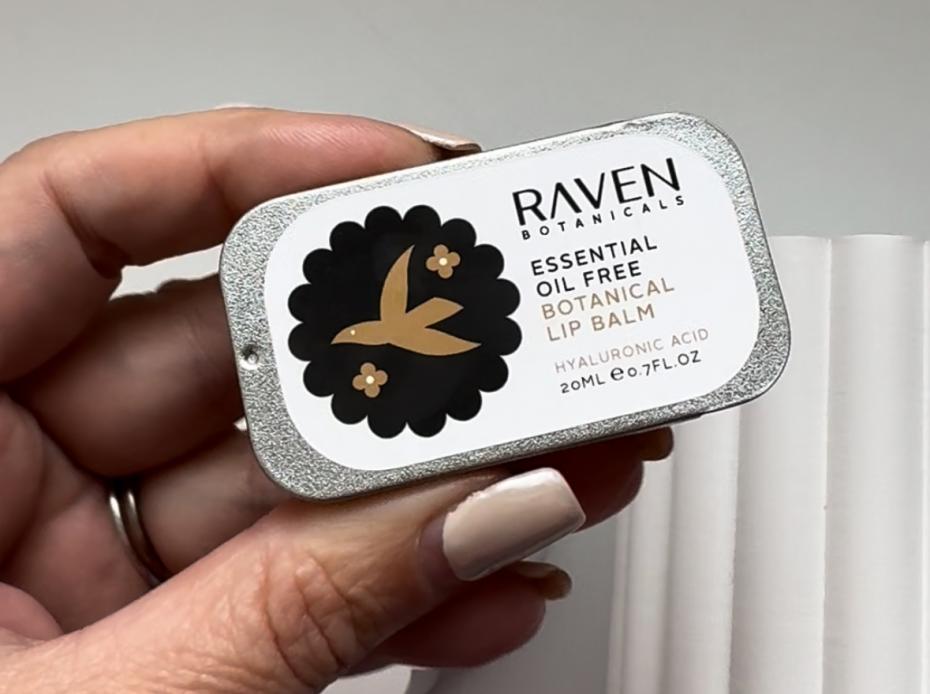 RAVEN
BOTANICALS
ESSENTIAL
OIL FREE
BOTANICAL
LIP BALM
HYALURONIC ACID
20ML ℮0.7FL.OZ